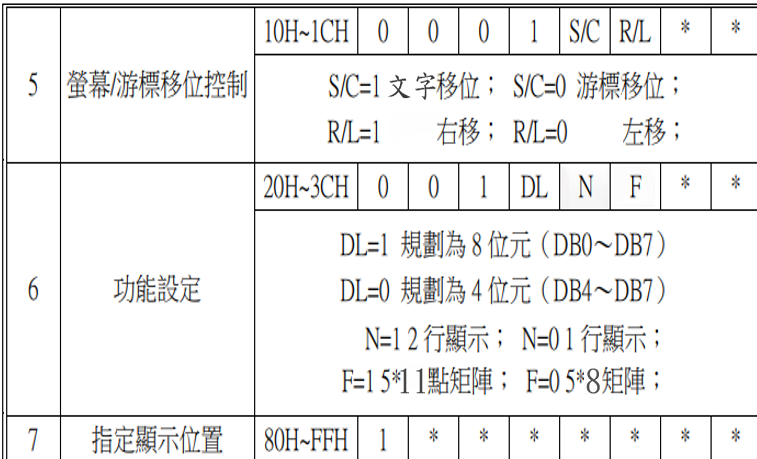 10H~1CH 0 0 0 1 S/C R/L * *
5 螢幕/游標移位控制
S/C=1 文字移位； S/C=0 游標移位；
R/L=1 右移； R/L=0 左移；
20H~3CH 0 0 1 DL N F * *
6 功能設定
DL=1 規劃為 8 位元（DB0～DB7）
DL=0 規劃為 4 位元（DB4～DB7）
N=1 2 行顯示； N=0 1 行顯示；
F=1 5*11點矩陣； F=0 5*8矩陣；
7 指定顯示位置 80H~FFH 1 * * * * * * *